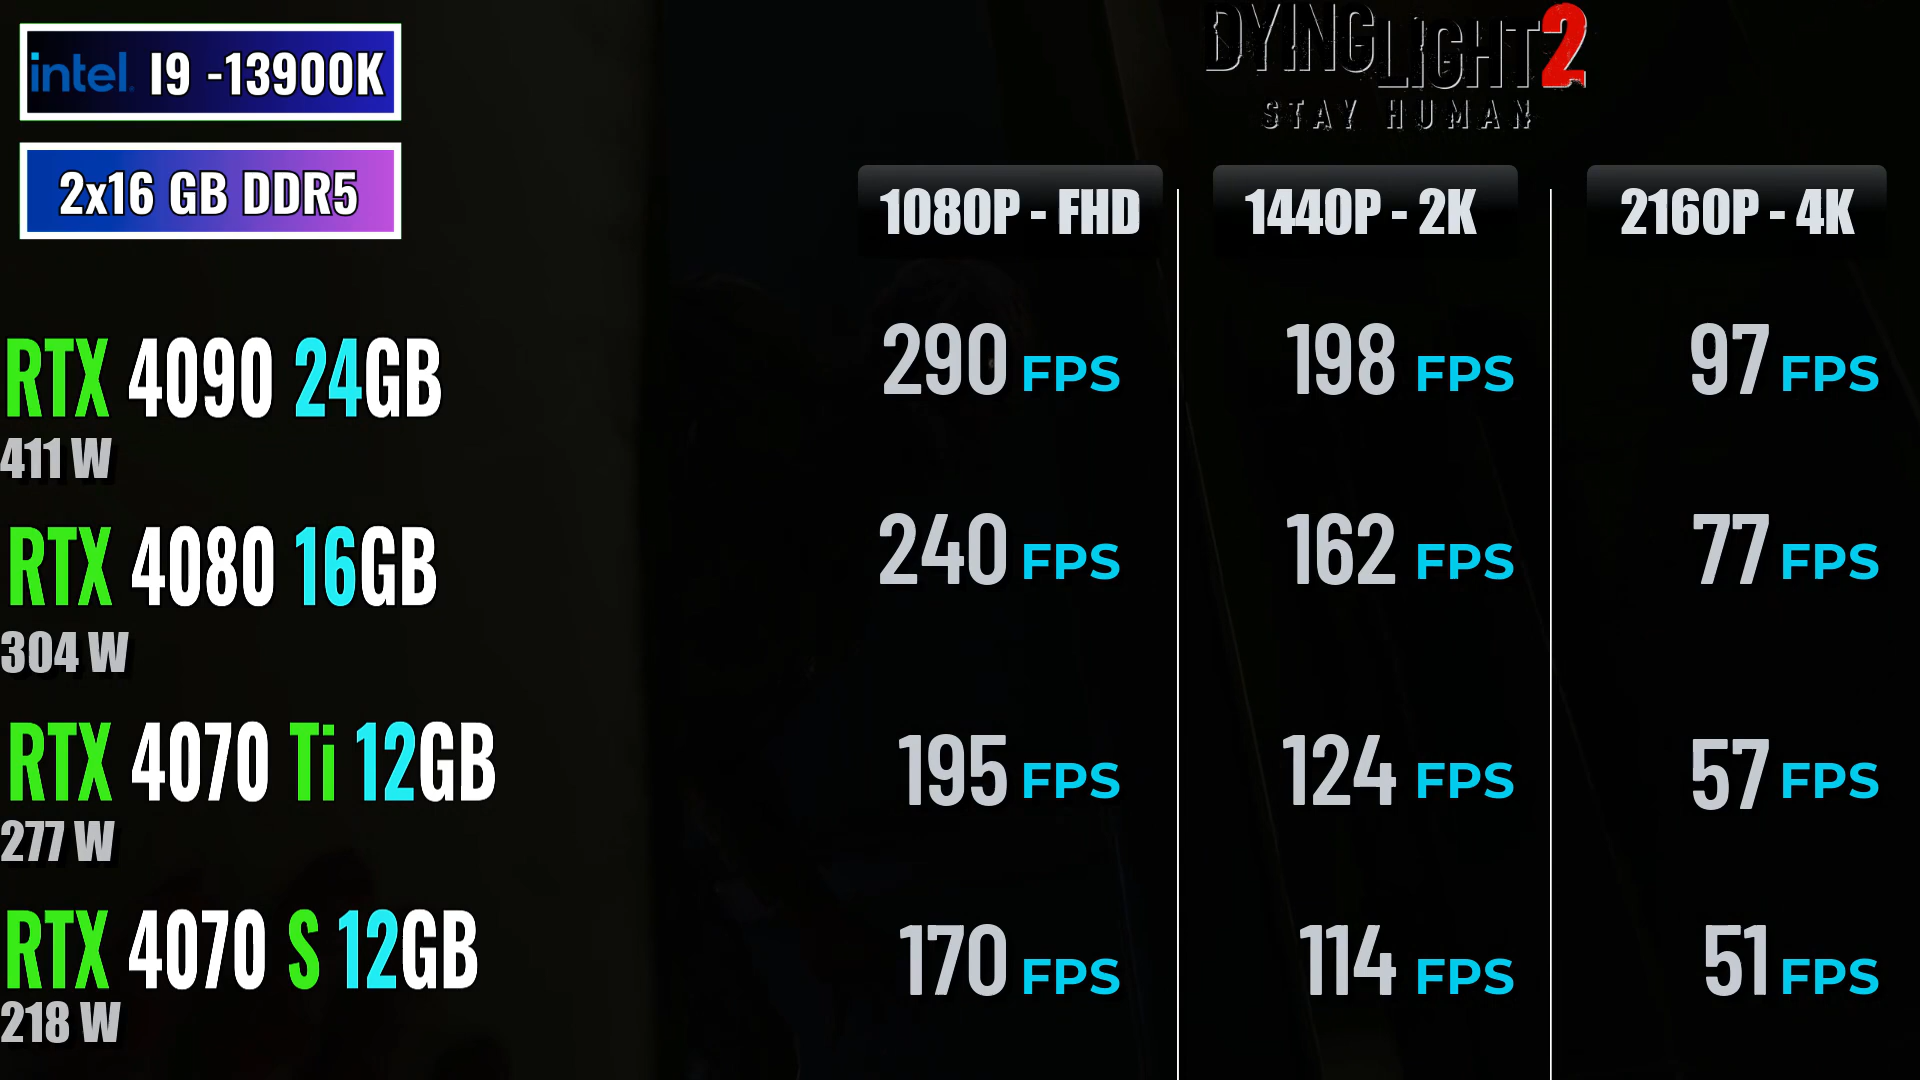 intel. I9 -13900K
2x16 GB DDR5
DYING LIGHT 2
STAY HUMAN
1080P - FHD 1440P - 2K 2160P - 4K
RTX 4090 24GB 290 FPS 198 FPS 97 FPS
411 W
RTX 4080 16GB 240 FPS 162 FPS 77 FPS
304 W
RTX 4070 Ti 12GB 195 FPS 124 FPS 57 FPS
277 W
RTX 4070 S 12GB 170 FPS 114 FPS 51 FPS
218 W